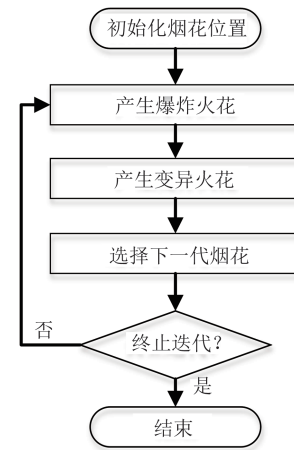 初始化烟花位置
产生爆炸火花
产生变异火花
选择下一代烟花
终止迭代?
否
是
结束